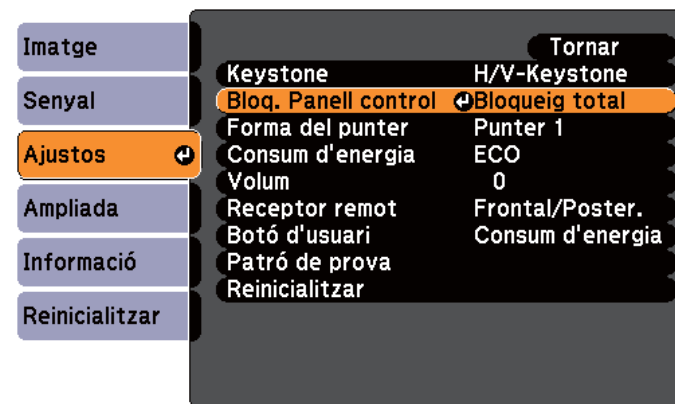 Imatge
Senyal
Ajustos
Ampliada
Informació
Reinicialitzar
Tornar
Keystone H/V-Keystone
Bloq. Panell control Bloqueig total
Forma del punter Punter 1
Consum d'energia ECO
Volum 0
Receptor remot Frontal/Poster.
Botó d'usuari Consum d'energia
Patró de prova
Reinicialitzar